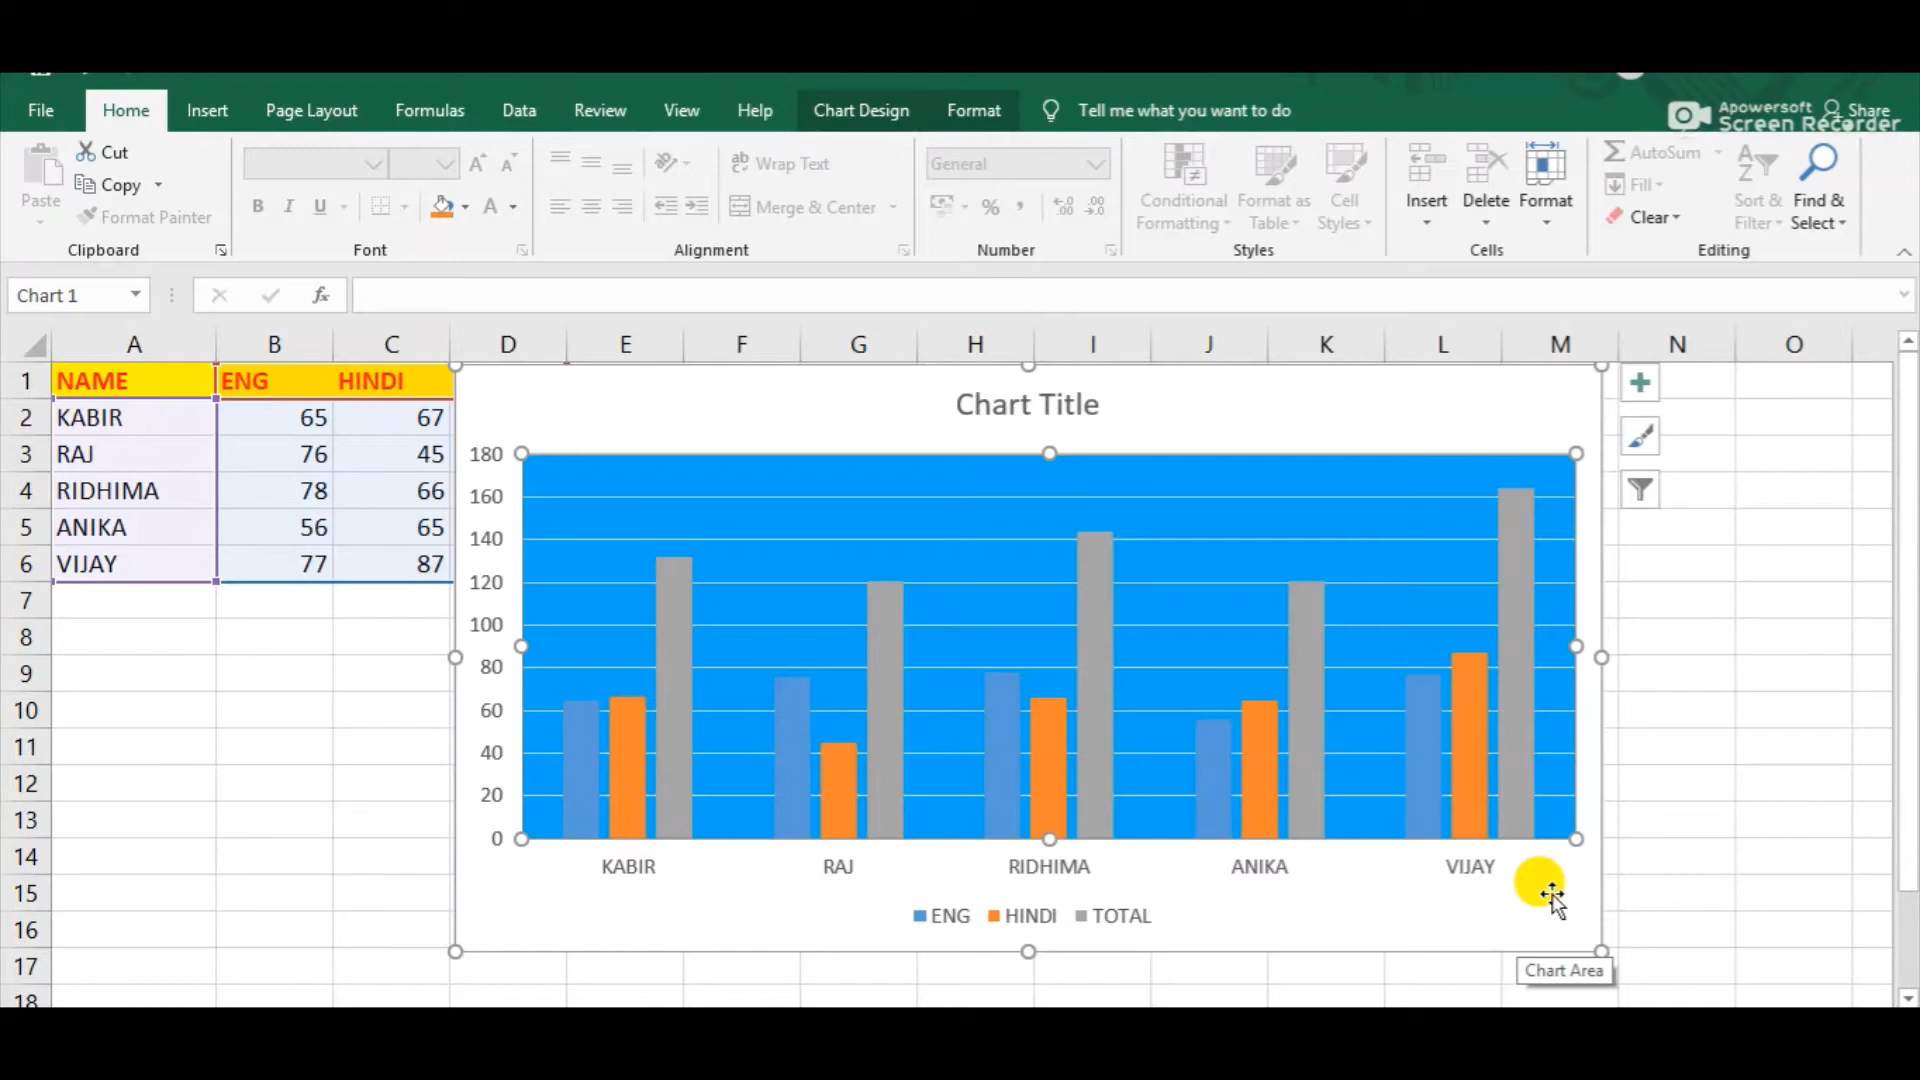 File Home Insert Page Layout Formulas Data Review View Help Chart Design Format Tell me what you want to do Share
Apowersoft
Screen Recorder
Paste Cut Copy Format Painter
Clipboard
B I U A
Font
Wrap Text
Merge & Center
Alignment
General
%
Number
Conditional Formatting
Format as Table
Cell Styles
Styles
Insert Delete Format
Cells
AutoSum
Fill
Clear
Sort & Filter
Find & Select
Editing
Chart 1 fx
A B C D E F G H I J K L M N O
1 NAME ENG HINDI
2 KABIR 65 67
3 RAJ 76 45
4 RIDHIMA 78 66
5 ANIKA 56 65
6 VIJAY 77 87
7
8
9
10
11
12
13
14
15
16
17
18
Chart Title
180
160
140
120
100
80
60
40
20
0
KABIR RAJ RIDHIMA ANIKA VIJAY
ENG HINDI TOTAL
Chart Area